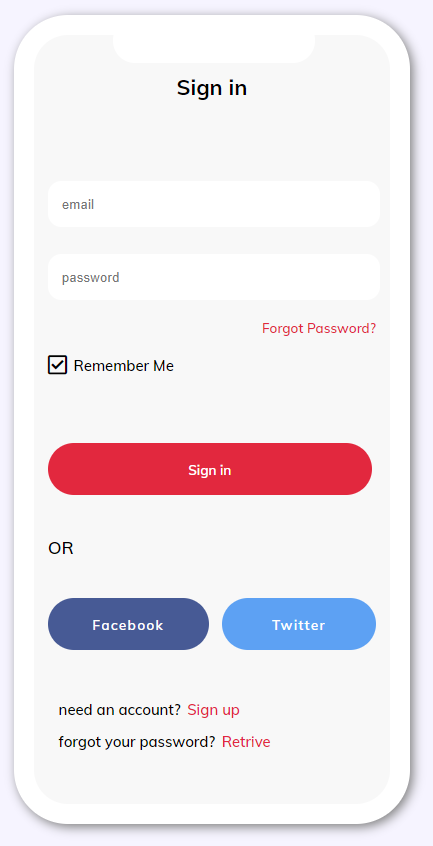 Sign in
email
password
Forgot Password?
Remember Me
Sign in
OR
Facebook Twitter
need an account? Sign up
forgot your password? Retrive